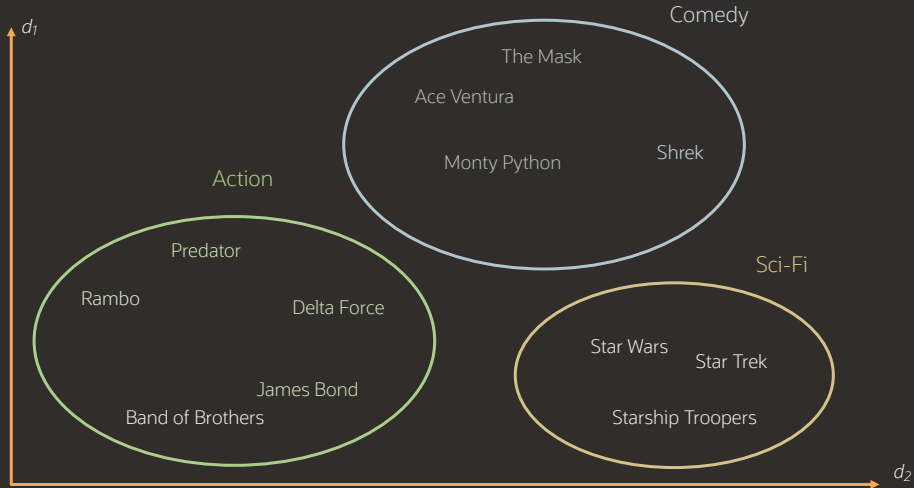 Comedy
d1
The Mask
Ace Ventura
Shrek
Monty Python
Action
Predator
Sci-Fi
Rambo
Delta Force
Star Wars
Star Trek
James Bond
Band of Brothers
Starship Troopers
d2